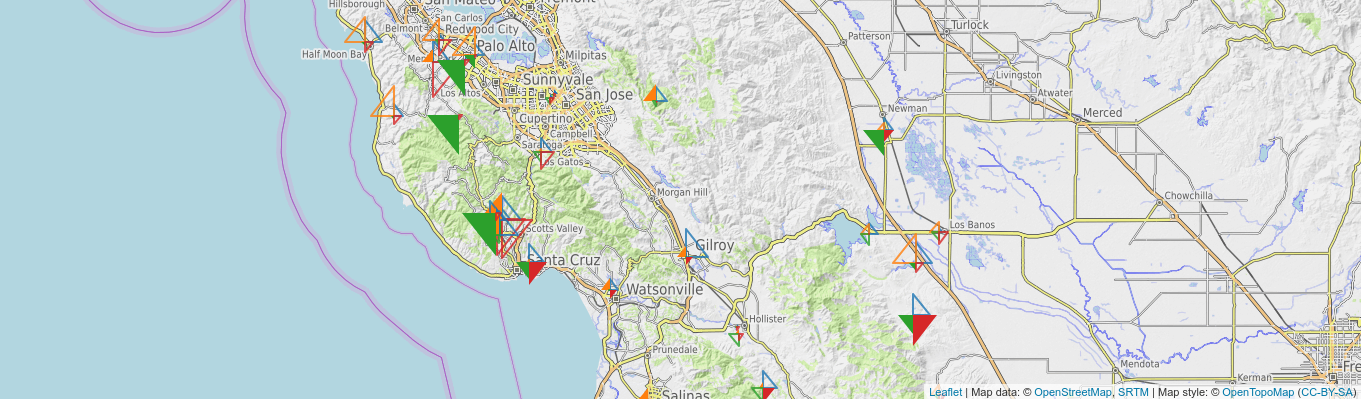 Hillsborough
San Mateo
Fremont
San Carlos
Belmont
Redwood City
Turlock
Palo Alto
Patterson
Half Moon Bay
Milpitas
Sunnyvale
Livingston
Los Altos
San Jose
Atwater
Newman
Merced
Cupertino
Campbell
Saratoga
Los Gatos
Morgan Hill
Chowchilla
Scotts Valley
Los Banos
Gilroy
Santa Cruz
Watsonville
Hollister
Prunedale
Mendota
Kerman
Salinas
Leaflet | Map data: © OpenStreetMap, SRTM | Map style: © OpenTopoMap (CC-BY-SA)